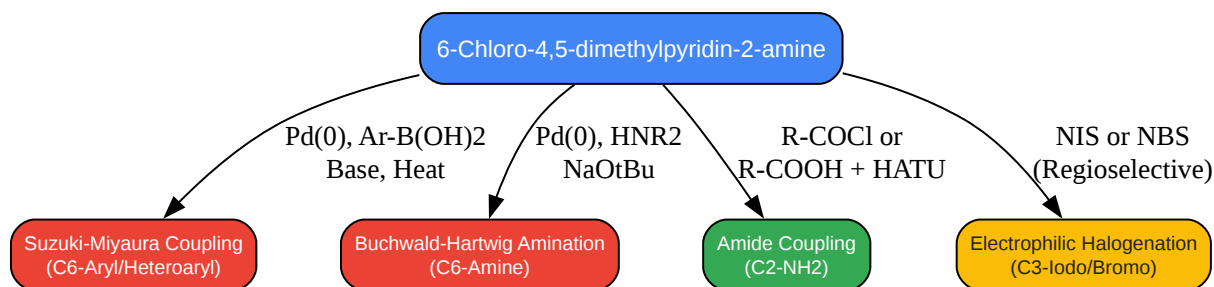 6-Chloro-4,5-dimethylpyridin-2-amine
Pd(0), Ar-B(OH)2
Base, Heat
Pd(0), HNR2
NaOtBu
R-COCl or
R-COOH + HATU
NIS or NBS
(Regioselective)
Suzuki-Miyaura Coupling
(C6-Aryl/Heteroaryl)
Buchwald-Hartwig Amination
(C6-Amine)
Amide Coupling
(C2-NH2)
Electrophilic Halogenation
(C3-Iodo/Bromo)